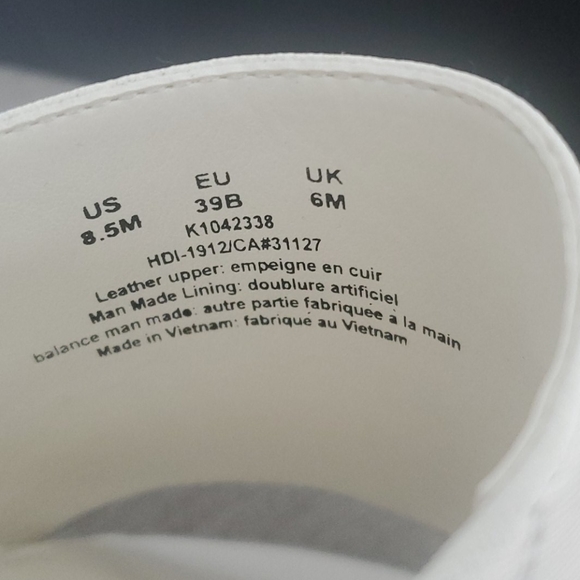 US EU UK
8.5M 39B 6M
K1042338
HDI-1912/CA#31127
Leather upper: empeigne en cuir
Man Made Lining: doublure artificiel
balance man made: autre partie fabriquée à la main
Made in Vietnam: fabriqué au Vietnam